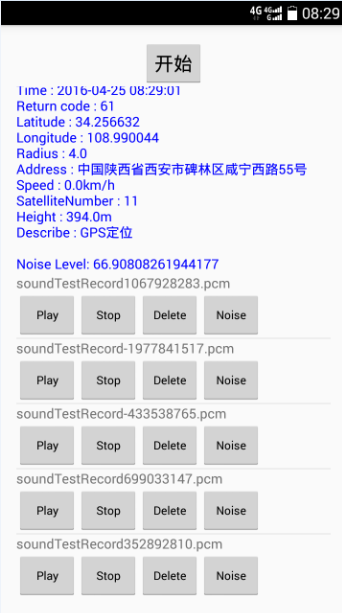 4G 4G G 08:29
开始
Time : 2016-04-25 08:29:01
Return code : 61
Latitude : 34.256632
Longitude : 108.990044
Radius : 4.0
Address : 中国陕西省西安市碑林区咸宁西路55号
Speed : 0.0km/h
SatelliteNumber : 11
Height : 394.0m
Describe : GPS定位
Noise Level: 66.90808261944177
soundTestRecord1067928283.pcm
Play Stop Delete Noise
soundTestRecord-1977841517.pcm
Play Stop Delete Noise
soundTestRecord-433538765.pcm
Play Stop Delete Noise
soundTestRecord699033147.pcm
Play Stop Delete Noise
soundTestRecord352892810.pcm
Play Stop Delete Noise